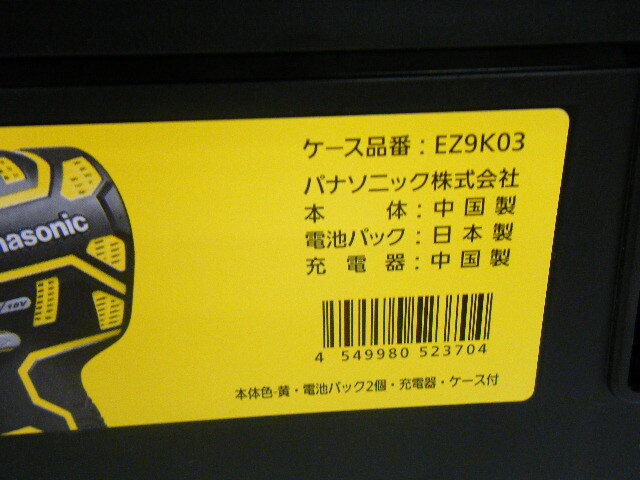 ケース品番：EZ9K03
パナソニック株式会社
本体：中国製
電池パック：日本製
充電器：中国製
4 549980 523704
本体色-黄・電池パック2個・充電器・ケース付
nasonic
/18V